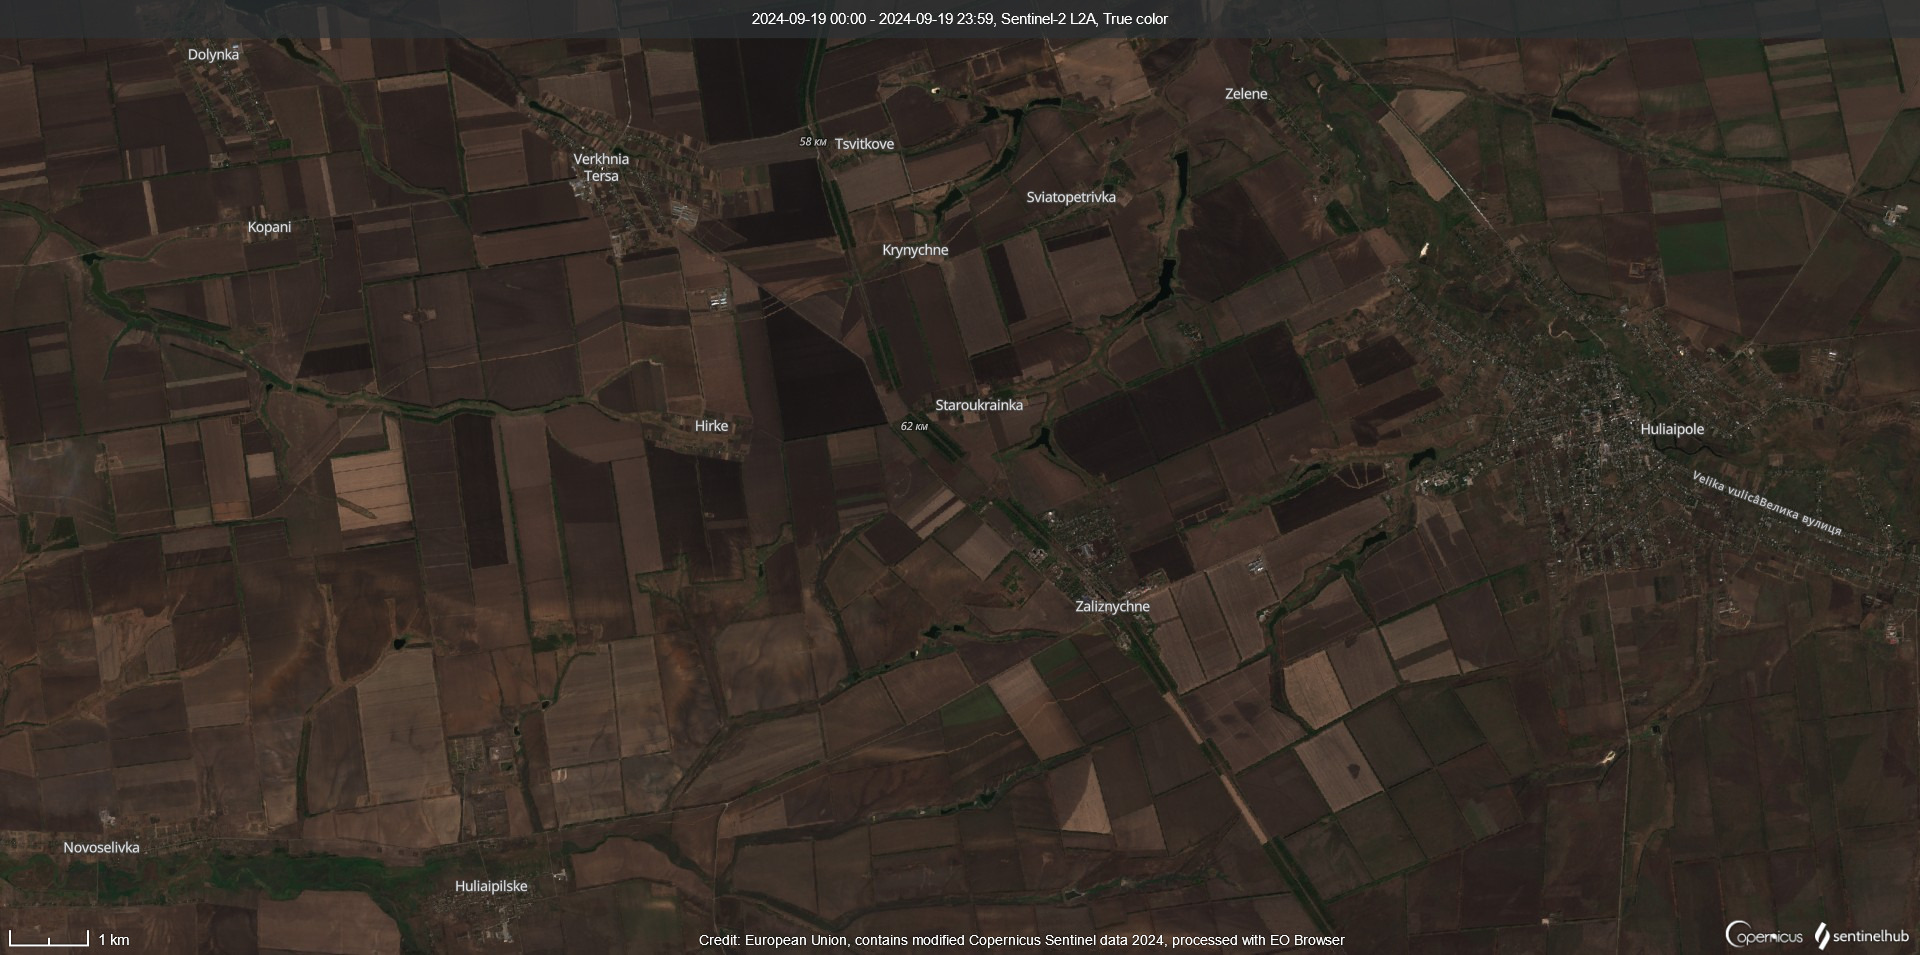 2024-09-19 00:00 - 2024-09-19 23:59, Sentinel-2 L2A, True color
Dolynka
Zelene
58 км
Tsvitkove
Verkhnia
Tersa
Sviatopetrivka
Kopani
Krynychne
Staroukrainka
62 км
Hirke
Huliaipole
Velika vulicâВелика вулиця
Zaliznychne
Novoselivka
Huliaipilske
1 km
Credit: European Union, contains modified Copernicus Sentinel data 2024, processed with EO Browser
Copernicus
sentinelhub